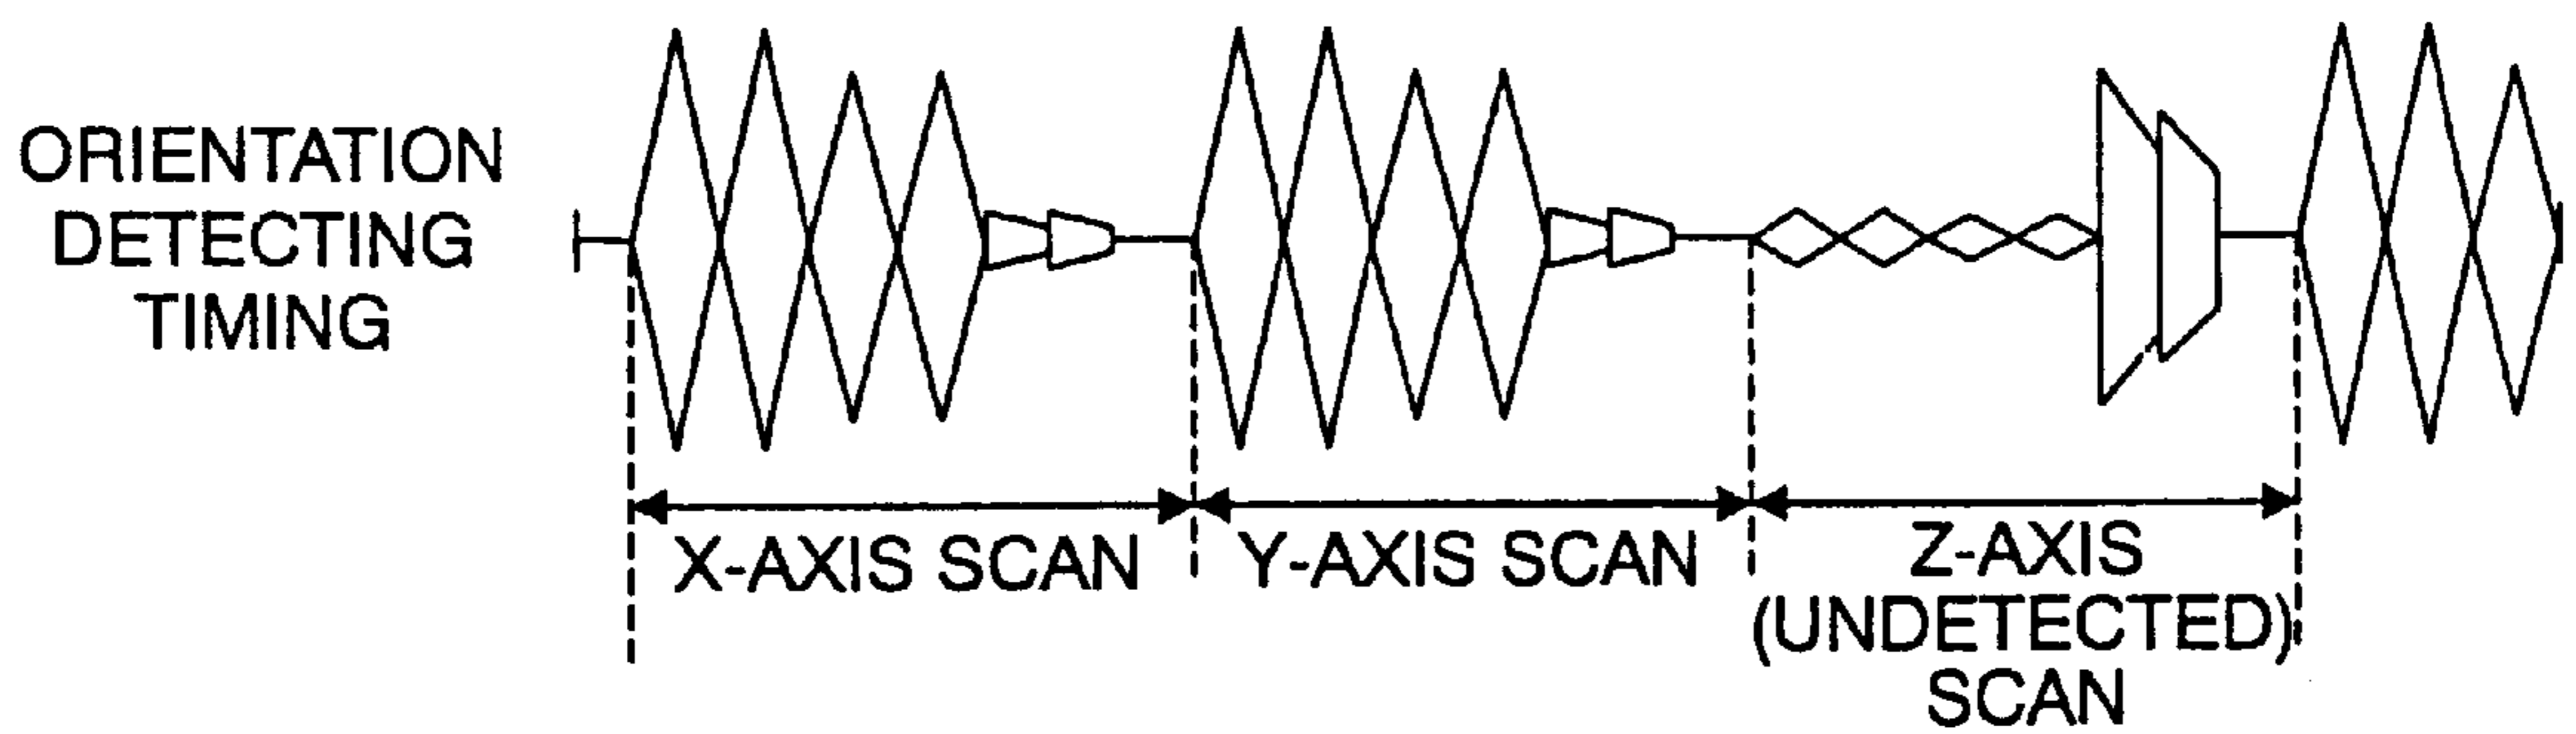 ORIENTATION
DETECTING
TIMING
X-AXIS SCAN
Y-AXIS SCAN
Z-AXIS
(UNDETECTED)
SCAN